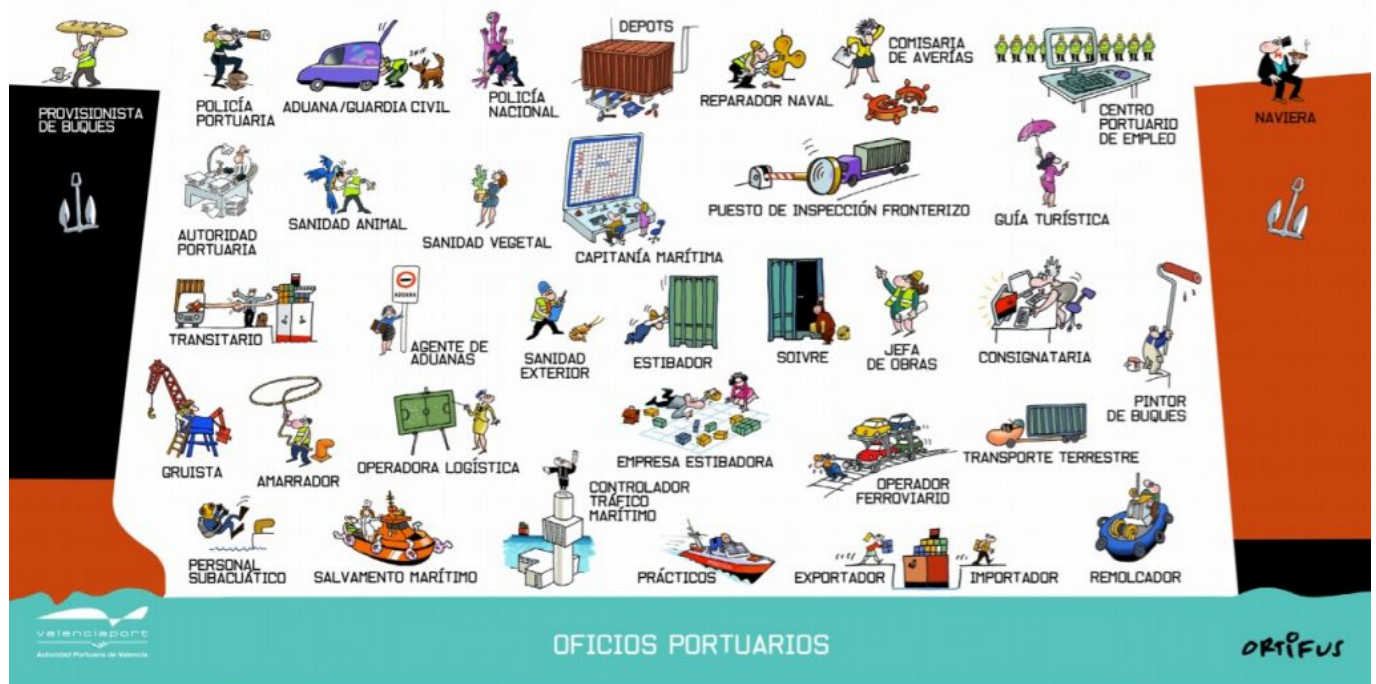 PROVISIONISTA
DE BUQUES
POLICÍA
PORTUARIA
ADUANA/GUARDIA CIVIL
SNIF
POLICÍA
NACIONAL
DEPOTS
REPARADOR NAVAL
COMISARIA
DE AVERÍAS
CENTRO
PORTUARIO
DE EMPLEO
NAVIERA
AUTORIDAD
PORTUARIA
SANIDAD ANIMAL
SANIDAD VEGETAL
CAPITANÍA MARÍTIMA
PUESTO DE INSPECCIÓN FRONTERIZO
GUÍA TURÍSTICA
TRANSITARIO
ADUANA
AGENTE DE
ADUANAS
SANIDAD
EXTERIOR
ESTIBADOR
SOIVRE
JEFA
DE OBRAS
CONSIGNATARIA
PINTOR
DE BUQUES
GRUISTA
AMARRADOR
OPERADORA LOGÍSTICA
EMPRESA ESTIBADORA
OPERADOR
FERROVIARIO
TRANSPORTE TERRESTRE
PERSONAL
SUBACUÁTICO
SALVAMENTO MARÍTIMO
CONTROLADOR
TRÁFICO
MARÍTIMO
PRÁCTICOS
EXPORTADOR
IMPORTADOR
REMOLCADOR
valenciaport
Autoridad Portuaria de Valencia
OFICIOS PORTUARIOS
ORTIFUS